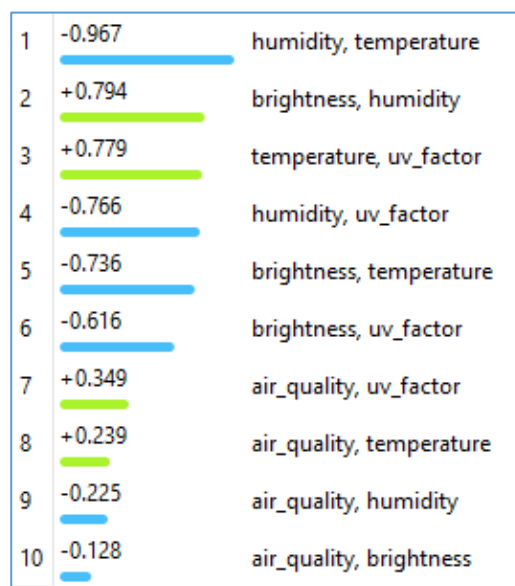 1 -0.967 humidity, temperature
2 +0.794 brightness, humidity
3 +0.779 temperature, uv_factor
4 -0.766 humidity, uv_factor
5 -0.736 brightness, temperature
6 -0.616 brightness, uv_factor
7 +0.349 air_quality, uv_factor
8 +0.239 air_quality, temperature
9 -0.225 air_quality, humidity
10 -0.128 air_quality, brightness